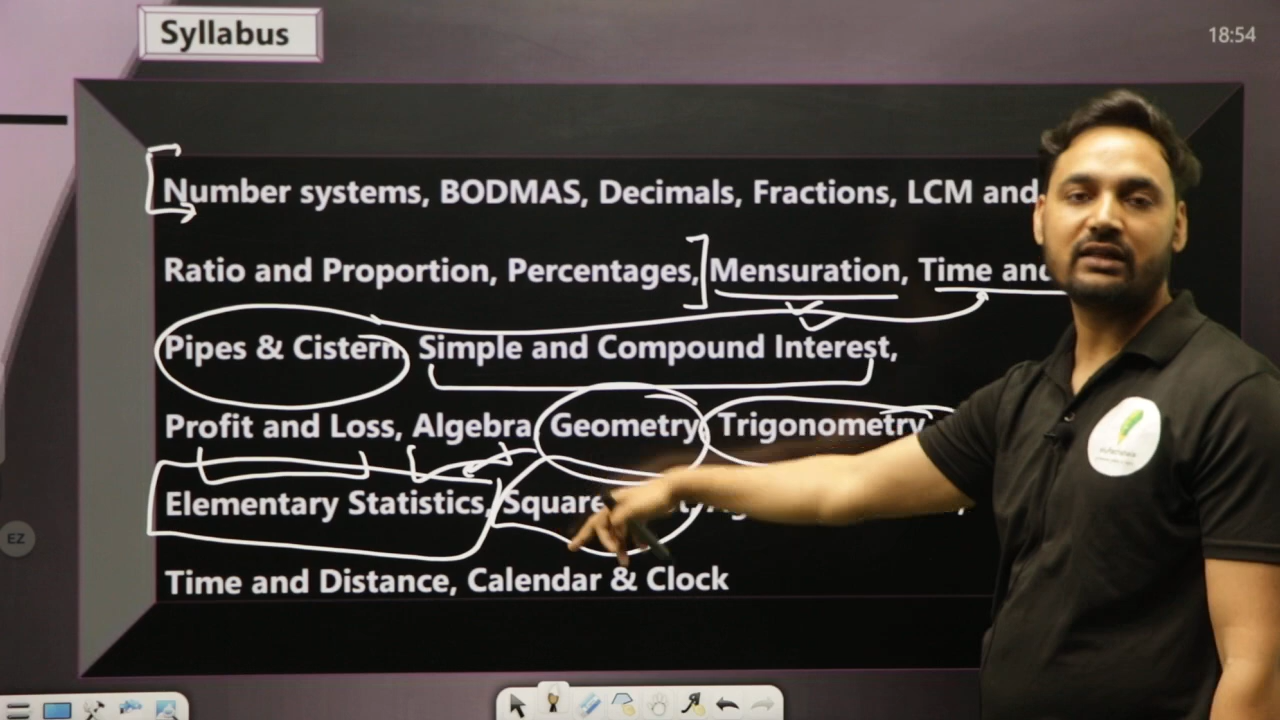 Syllabus
18:54
Number systems, BODMAS, Decimals, Fractions, LCM and
Ratio and Proportion, Percentages, Mensuration, Time and
Pipes & Cistern Simple and Compound Interest,
Profit and Loss, Algebra Geometry Trigonometry
Elementary Statistics, Square
EZ
Time and Distance, Calendar & Clock